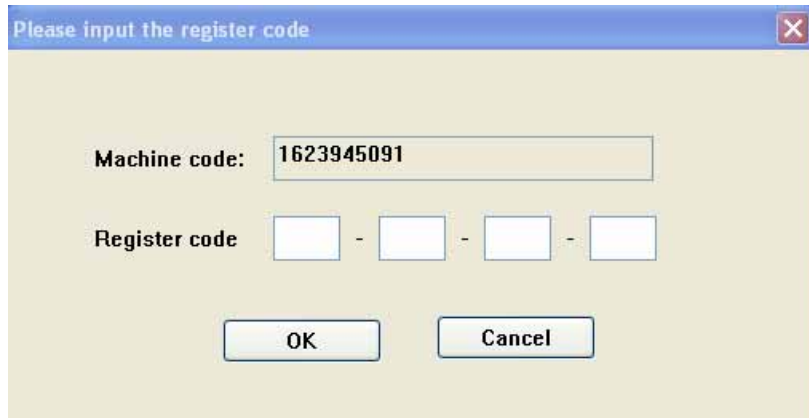 Please input the register code
Machine code: 1623945091
Register code - - -
OK Cancel